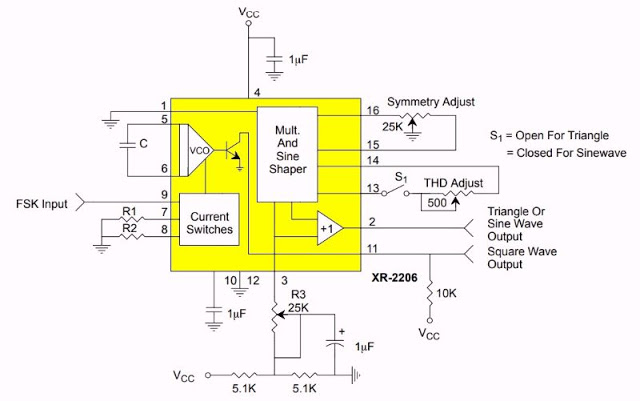 VCC
1μF
4
1
16
Symmetry Adjust
5
25K
C
VCO
Mult.
And
Sine
Shaper
15
S1 = Open For Triangle
= Closed For Sinewave
14
6
13
S1
THD Adjust
500
FSK Input
9
R1
7
R2
8
Current
Switches
+1
2
Triangle Or
Sine Wave
Output
11
Square Wave
Output
10
12
3
XR-2206
1μF
R3
25K
+
1μF
10K
VCC
VCC
5.1K
5.1K